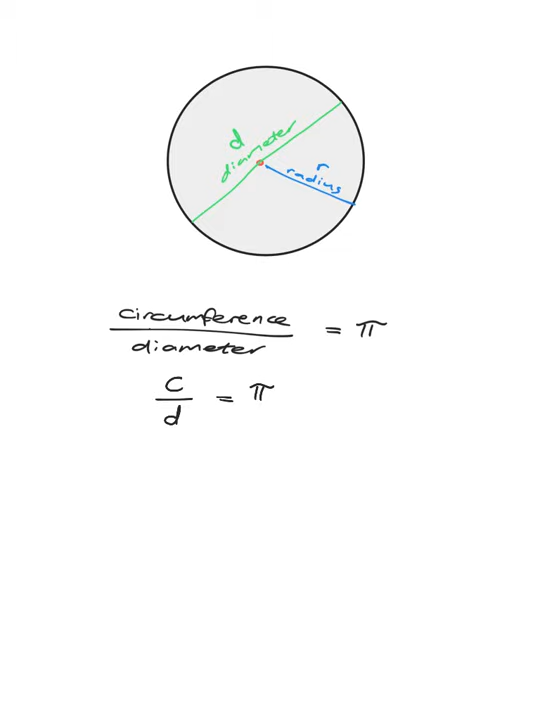 d
diameter
r
radius
circumference
diameter
= π
c
d
= π